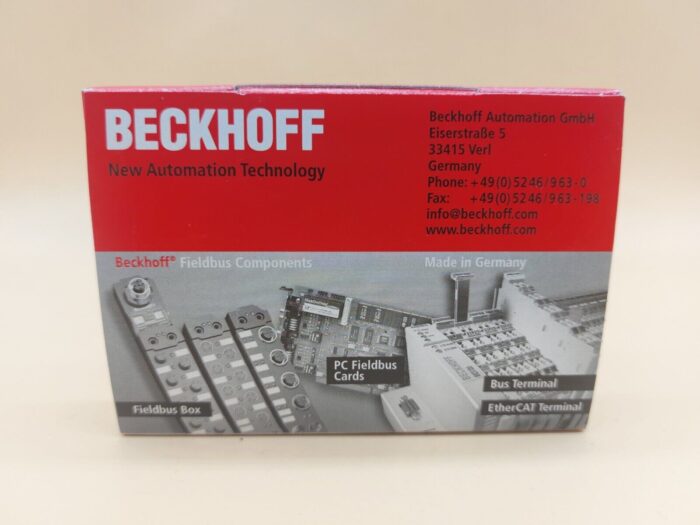 BECKHOFF
New Automation Technology
Beckhoff Automation GmbH
Eiserstraße 5
33415 Verl
Germany
Phone: +49(0)5246/963-0
Fax: +49(0)5246/963-198
info@beckhoff.com
www.beckhoff.com
Beckhoff® Fieldbus Components
Made in Germany
Fieldbus Box
PC Fieldbus
Cards
BECKHOFF
Bus Terminal
EtherCAT Terminal